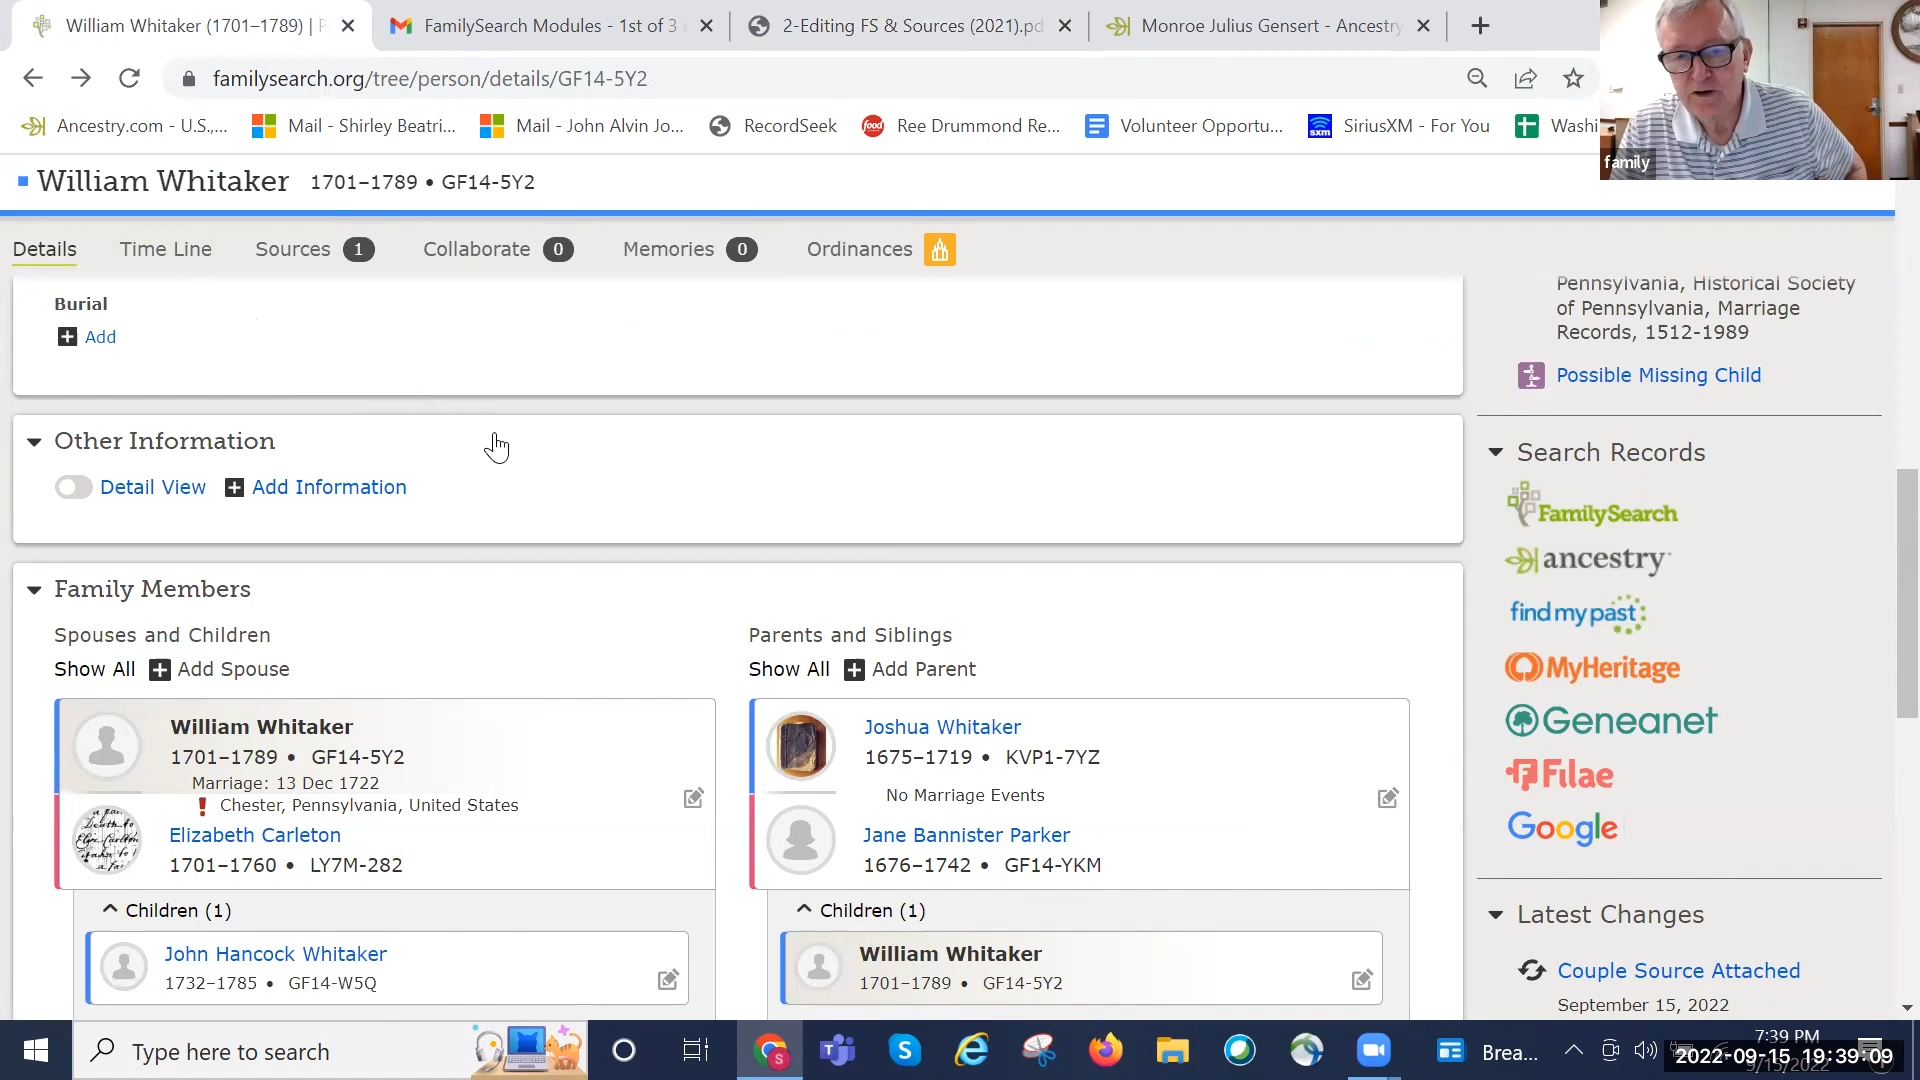 William Whitaker (1701–1789) | F
FamilySearch Modules - 1st of 3
2-Editing FS & Sources (2021).pd
Monroe Julius Gensert - Ancestry
familysearch.org/tree/person/details/GF14-5Y2
Ancestry.com - U.S.,...
Mail - Shirley Beatri...
Mail - John Alvin Jo...
RecordSeek
food
Ree Drummond Re...
Volunteer Opportu...
sxm
SiriusXM - For You
Washi
family
William Whitaker 1701–1789 • GF14-5Y2
Details
Time Line
Sources 1
Collaborate 0
Memories 0
Ordinances
Burial
Add
Other Information
Detail View
Add Information
Family Members
Spouses and Children
Show All
Add Spouse
William Whitaker
1701–1789 • GF14-5Y2
Marriage: 13 Dec 1722
Chester, Pennsylvania, United States
Elizabeth Carleton
1701–1760 • LY7M-282
Children (1)
John Hancock Whitaker
1732–1785 • GF14-W5Q
Parents and Siblings
Show All
Add Parent
Joshua Whitaker
1675–1719 • KVP1-7YZ
No Marriage Events
Jane Bannister Parker
1676–1742 • GF14-YKM
Children (1)
William Whitaker
1701–1789 • GF14-5Y2
Pennsylvania, Historical Society
of Pennsylvania, Marriage
Records, 1512-1989
Possible Missing Child
Search Records
FamilySearch
ancestry
findmypast
MyHeritage
Geneanet
Filae
Google
Latest Changes
Couple Source Attached
September 15, 2022
Type here to search
Brea...
7:39 PM
9/15/2022
2022-09-15 19:39:09